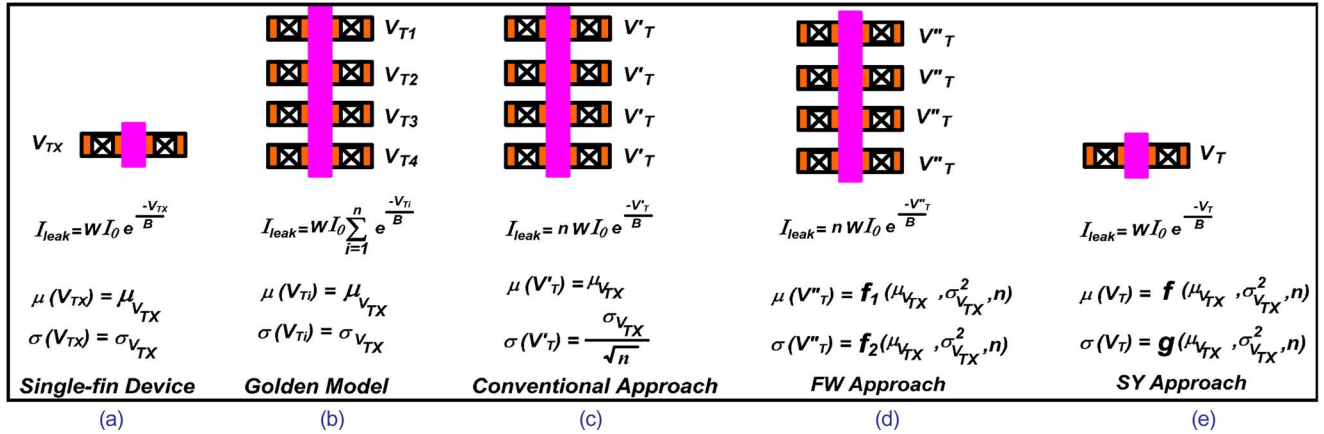 V_TX
I_leak = W I_0 e^(-V_TX/B)
μ (V_TX) = μ_V_TX
σ (V_TX) = σ_V_TX
Single-fin Device
(a)
V_T1
V_T2
V_T3
V_T4
I_leak = W I_0 ∑_{i=1}^{n} e^(-V_Ti/B)
μ (V_Ti) = μ_V_TX
σ (V_Ti) = σ_V_TX
Golden Model
(b)
V'_T
V'_T
V'_T
V'_T
I_leak = n W I_0 e^(-V'_T/B)
μ (V'_T) = μ_V_TX
σ (V'_T) = σ_V_TX/√n
Conventional Approach
(c)
V"_T
V"_T
V"_T
V"_T
I_leak = n W I_0 e^(-V"_T/B)
μ (V"_T) = f_1 (μ_V_TX , σ²_V_TX , n)
σ (V"_T) = f_2 (μ_V_TX , σ²_V_TX , n)
FW Approach
(d)
V_T
I_leak = W I_0 e^(-V_T/B)
μ (V_T) = f (μ_V_TX , σ²_V_TX , n)
σ (V_T) = g (μ_V_TX , σ²_V_TX , n)
SY Approach
(e)